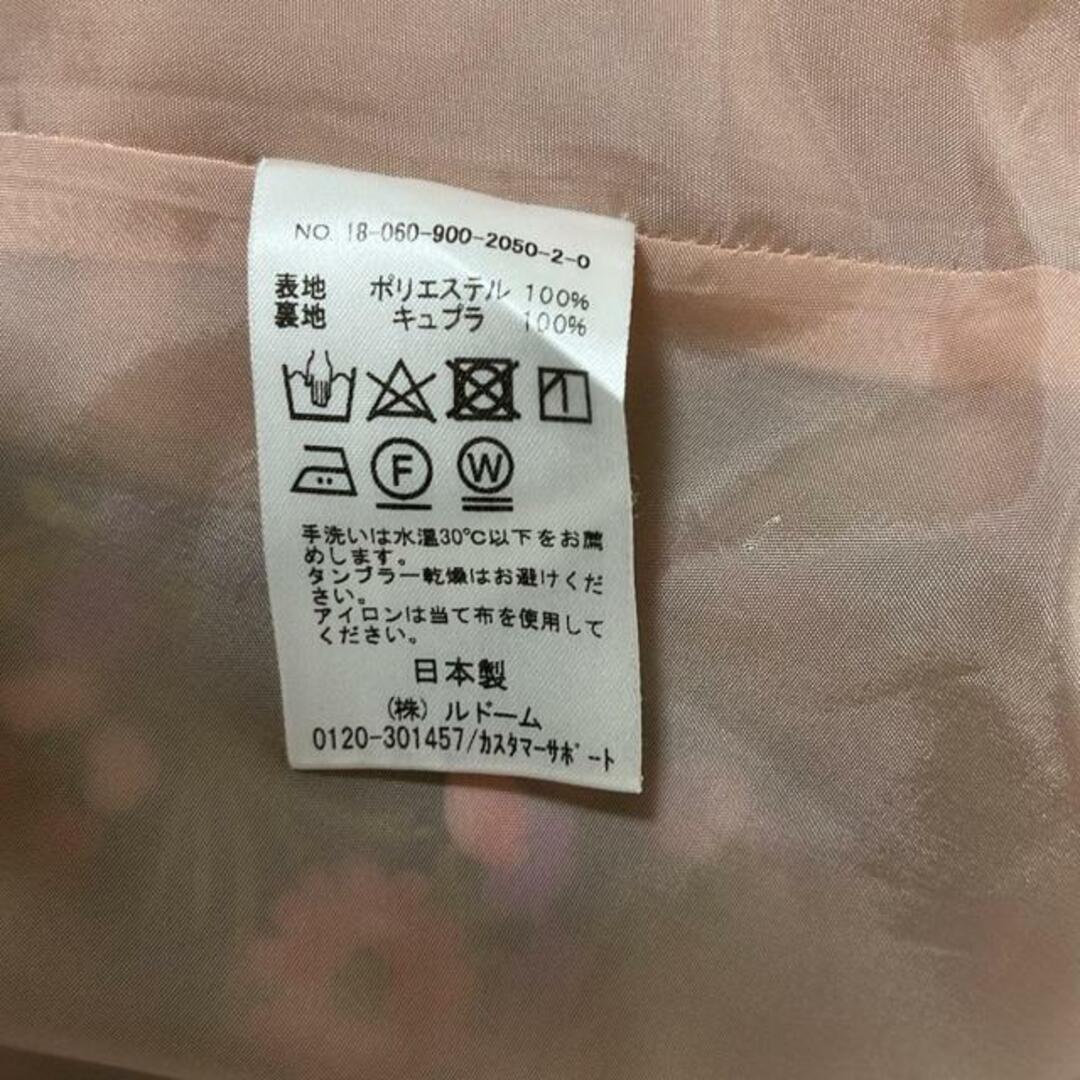 NO. 18-060-900-2050-2-0
表地 ポリエステル 100%
裏地 キュプラ 100%
F W
手洗いは水温30℃以下をお薦
めします。
タンブラー乾燥はお避けくだ
さい。
アイロンは当て布を使用して
ください。
日本製
(株) ルドーム
0120-301457/カスタマーサポート